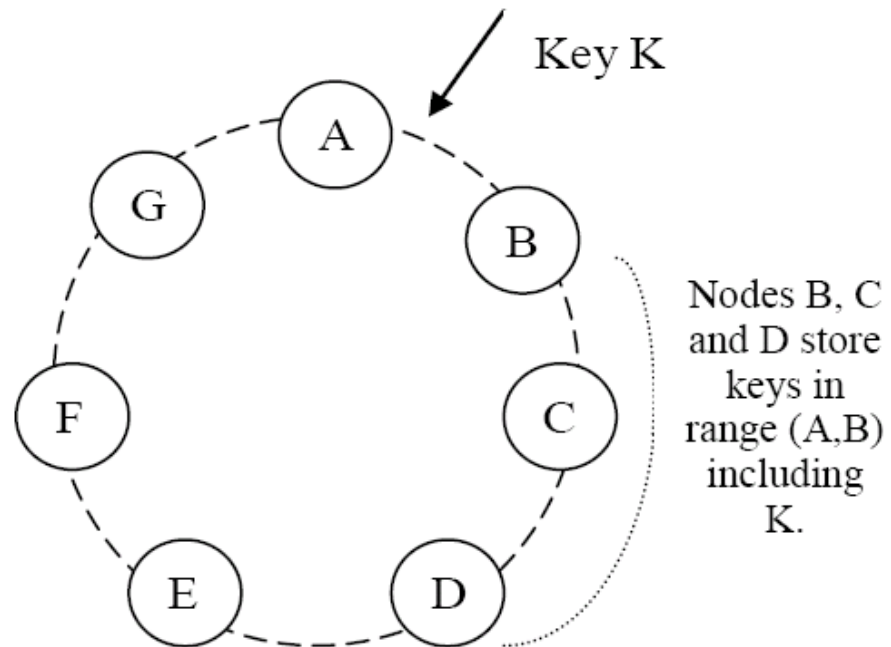 Key K
A
G
B
Nodes B, C
and D store
keys in
range (A,B)
including
K.
F
C
E
D